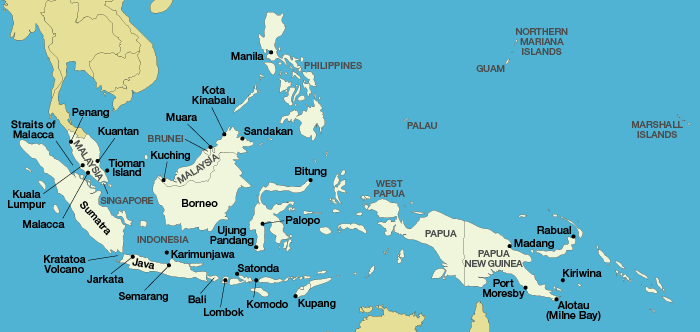 NORTHERN
MARIANA
ISLANDS
Manila
PHILIPPINES
GUAM
Kota
Kinabalu
Penang
Muara
Straits of
Malacca
Kuantan
PALAU
MARSHALL
ISLANDS
BRUNEI
Sandakan
MALAYSIA
Kuching
Tioman
Island
MALAYSIA
Bitung
Kuala
Lumpur
SINGAPORE
WEST
PAPUA
Malacca
Sumatra
Borneo
Ujung
Pandang
Palopo
PAPUA
Rabual
Madang
INDONESIA
Karimunjawa
PAPUA
NEW GUINEA
Kratatoa
Volcano
Java
Satonda
Kiriwina
Jarkata
Port
Moresby
Semarang
Bali
Lombok
Komodo
Kupang
Alotau
(Milne Bay)